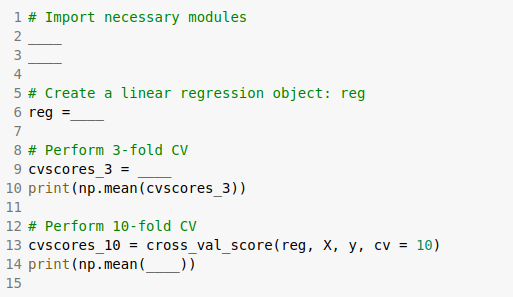 1 # Import necessary modules
2 ____
3 ____
4
5 # Create a linear regression object: reg
6 reg =____
7
8 # Perform 3-fold CV
9 cvscores_3 = ____
10 print(np.mean(cvscores_3))
11
12 # Perform 10-fold CV
13 cvscores_10 = cross_val_score(reg, X, y, cv = 10)
14 print(np.mean(____))
15